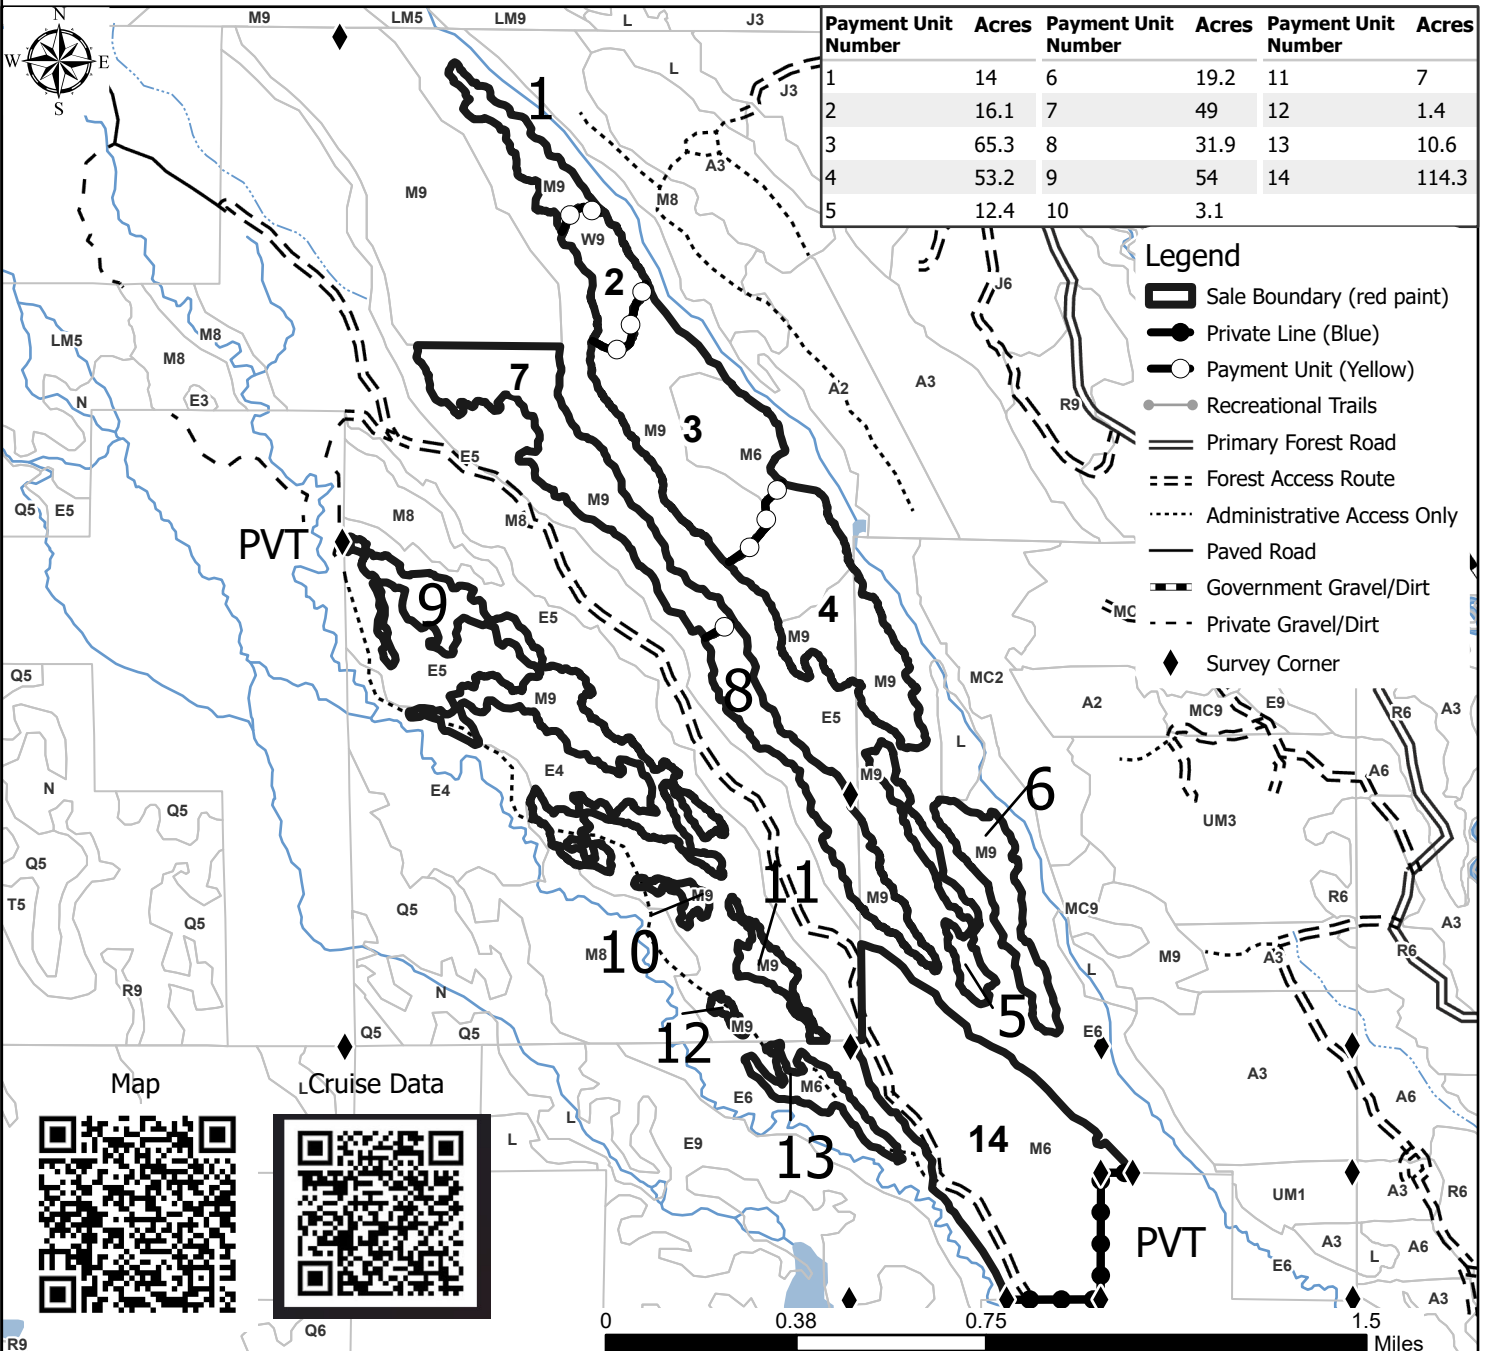 M9 LM5 LM9 L J3
N
W E
S
Payment Unit Number Acres Payment Unit Number Acres Payment Unit Number Acres
1 14 6 19.2 11 7
2 16.1 7 49 12 1.4
3 65.3 8 31.9 13 10.6
4 53.2 9 54 14 114.3
5 12.4 10 3.1
Legend
Sale Boundary (red paint)
Private Line (Blue)
Payment Unit (Yellow)
Recreational Trails
Primary Forest Road
Forest Access Route
Administrative Access Only
Paved Road
Government Gravel/Dirt
Private Gravel/Dirt
Survey Corner
L
J3
1
A3
M9 M9 M8
W9
2
J6
LM5 M8
M8
7
A2 A3
N E3 R9
M9 3
E5 M6
M9
Q5 E5 M8 M8
PVT
9 E5 4 MC
M9
Q5 E5 M9 M9 MC2
8 E5 A2 MC9 E9 R6 A3
L
E4 M9 A6
N E4 6
Q5 UM3
M9
Q5
11
T5 Q5 Q5 M9 M9 MC9 R6 A3
M8 10 M9 M9 A3 R6
R9 N L
5
Q5 Q5 12 M9 E6
Map L Cruise Data M6 A3
E6 A6
L
L E9 13 14 M6
UM1 A3 R6
PVT
A3 L A6
E6
A3
Q6
R9
0 0.38 0.75 1.5
Miles